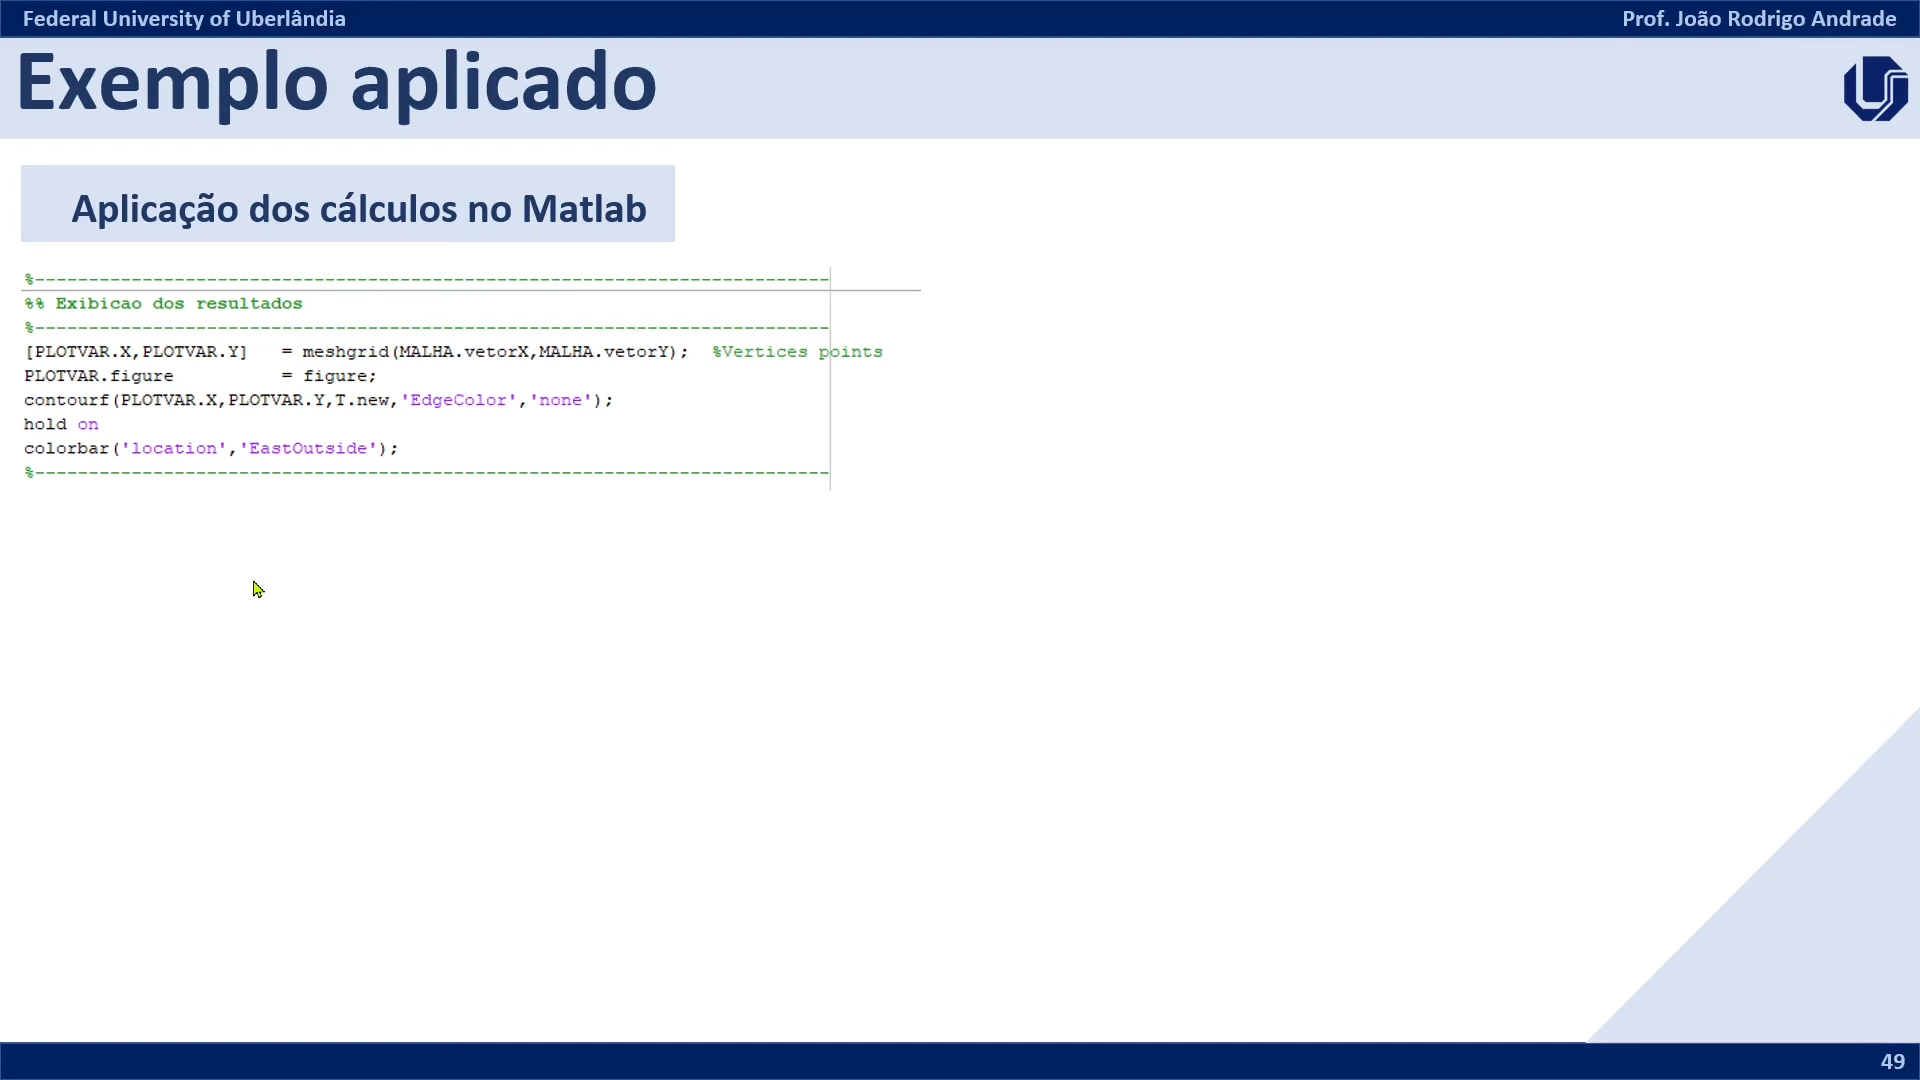 Federal University of Uberlândia
Prof. João Rodrigo Andrade
Exemplo aplicado
Aplicação dos cálculos no Matlab
%--------------------------------------------------------------------------
%% Exibicao dos resultados
%--------------------------------------------------------------------------
[PLOTVAR.X,PLOTVAR.Y]   = meshgrid(MALHA.vetorX,MALHA.vetorY);  %Vertices points
PLOTVAR.figure          = figure;
contourf(PLOTVAR.X,PLOTVAR.Y,T.new,'EdgeColor','none');
hold on
colorbar('location','EastOutside');
%--------------------------------------------------------------------------
49